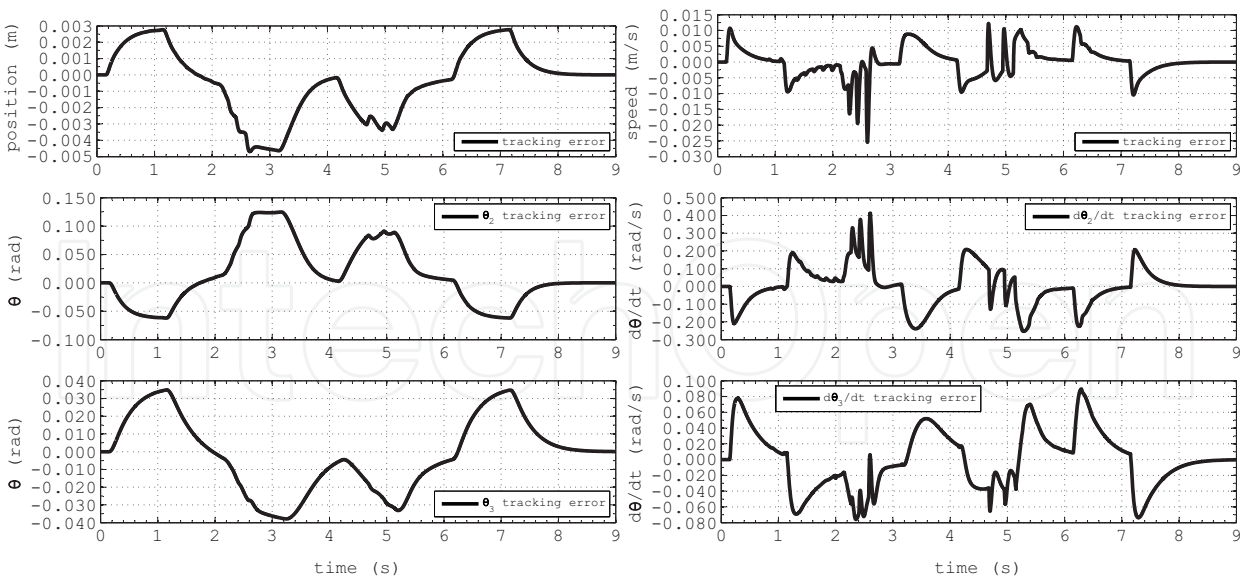 position (m)
0.003
0.002
0.001
0.000
−0.001
−0.002
−0.003
−0.004
−0.005
0 1 2 3 4 5 6 7 8 9
tracking error
speed (m/s)
0.015
0.010
0.005
0.000
−0.005
−0.010
−0.015
−0.020
−0.025
−0.030
0 1 2 3 4 5 6 7 8 9
tracking error
θ (rad)
0.150
0.100
0.050
0.000
−0.050
−0.100
0 1 2 3 4 5 6 7 8 9
θ2 tracking error
dθ/dt (rad/s)
0.500
0.400
0.300
0.200
0.100
0.000
−0.100
−0.200
−0.300
0 1 2 3 4 5 6 7 8 9
dθ2/dt tracking error
θ (rad)
0.040
0.030
0.020
0.010
0.000
−0.010
−0.020
−0.030
−0.040
0 1 2 3 4 5 6 7 8 9
θ3 tracking error
time (s)
dθ/dt (rad/s)
0.100
0.080
0.060
0.040
0.020
0.000
−0.020
−0.040
−0.060
−0.080
0 1 2 3 4 5 6 7 8 9
dθ3/dt tracking error
time (s)
IntechOpen